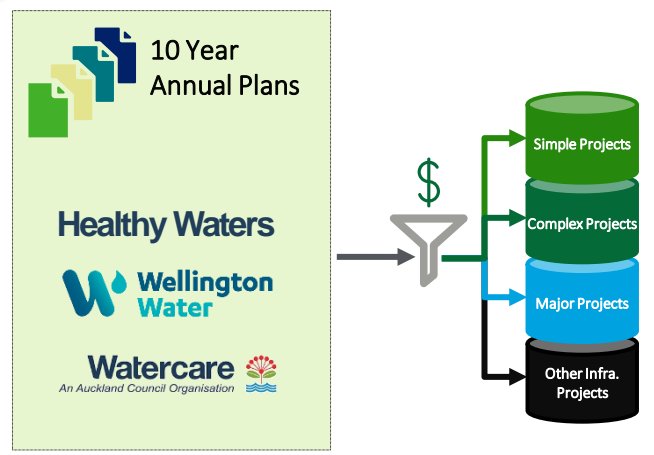 10 Year
Annual Plans
Healthy Waters
Wellington
Water
Watercare
An Auckland Council Organisation
$
Simple Projects
Complex Projects
Major Projects
Other Infra.
Projects